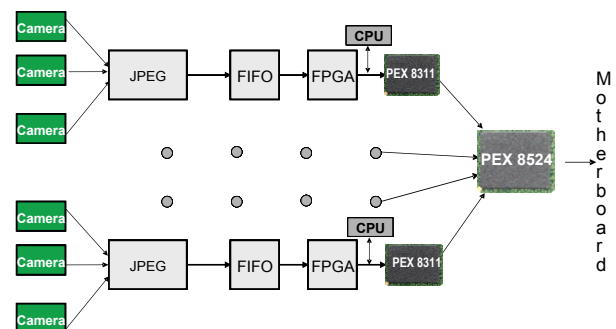 Camera
Camera
Camera
JPEG
FIFO
FPGA
CPU
PEX 8311
PEX 8524
Motherboard
Camera
Camera
Camera
JPEG
FIFO
FPGA
CPU
PEX 8311